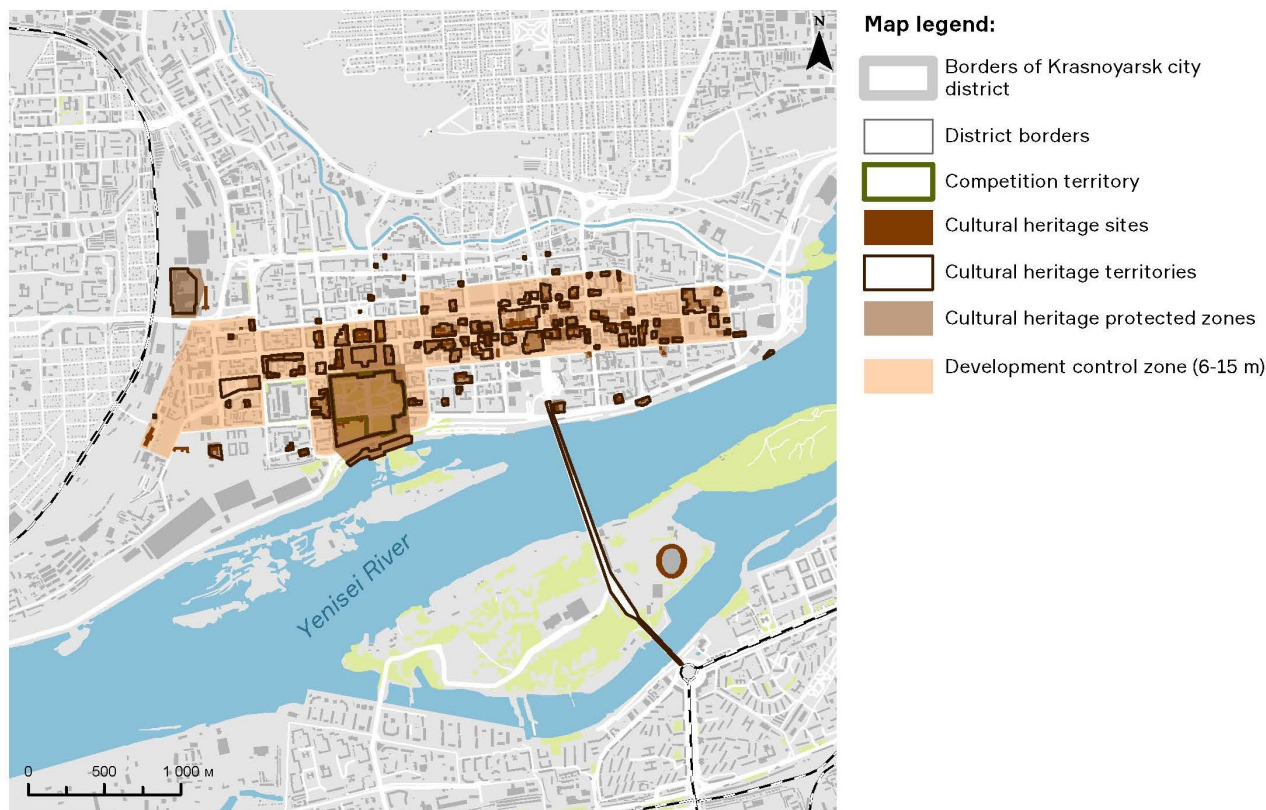 N
Yenisei River
0 500 1 000 м
Map legend:
Borders of Krasnoyarsk city
district
District borders
Competition territory
Cultural heritage sites
Cultural heritage territories
Cultural heritage protected zones
Development control zone (6-15 m)